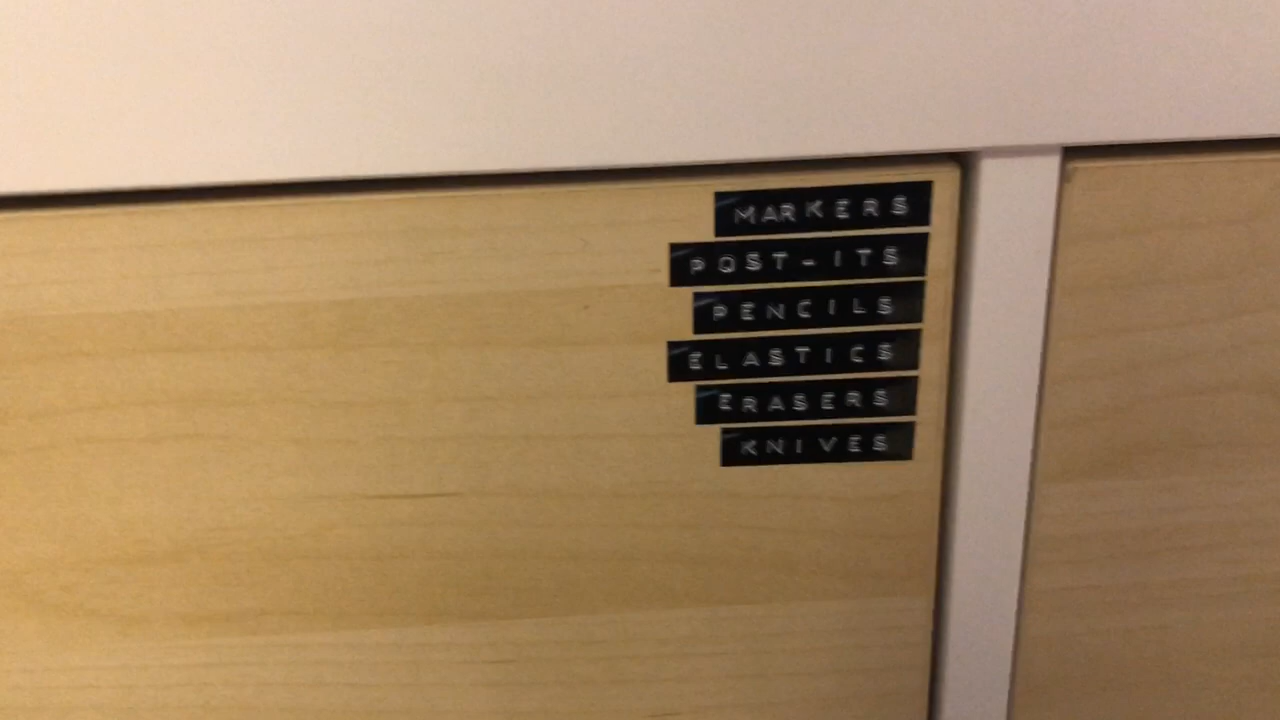 MARKERS
POST-ITS
PENCILS
ELASTICS
ERASERS
KNIVES